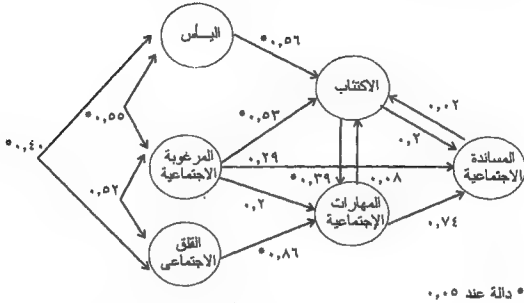 اليأس
*٠,٥٦
الاكتئاب
*٠,٥٥
*٠,٥٣
٠,٠٢
٠,٢
*٠,٤٠
المرغوبة
الاجتماعية
٠,٢٩
المساندة
الاجتماعية
٠,٥٢
٠,٢
*٠,٣٩
٠,٠٨
المهارات
الإجتماعية
٠,٧٤
القلق
الاجتماعى
*٠,٨٦
* دالة عند ٠,٠٥